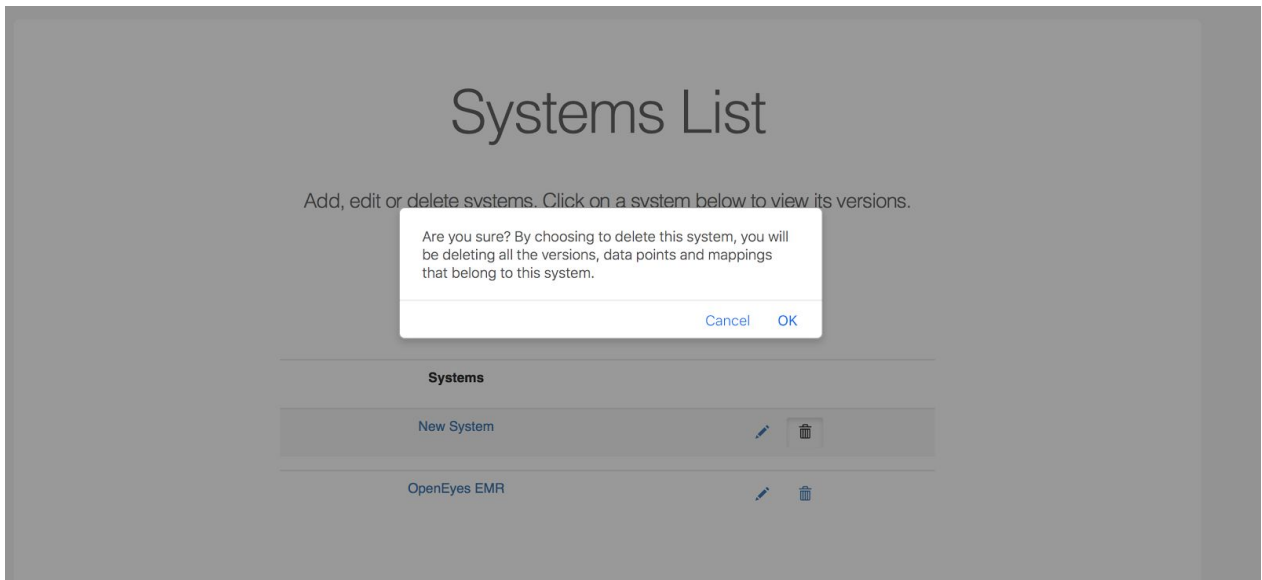 Systems List
Add, edit or delete systems. Click on a system below to view its versions.
Are you sure? By choosing to delete this system, you will
be deleting all the versions, data points and mappings
that belong to this system.
Cancel OK
Systems
New System
OpenEyes EMR